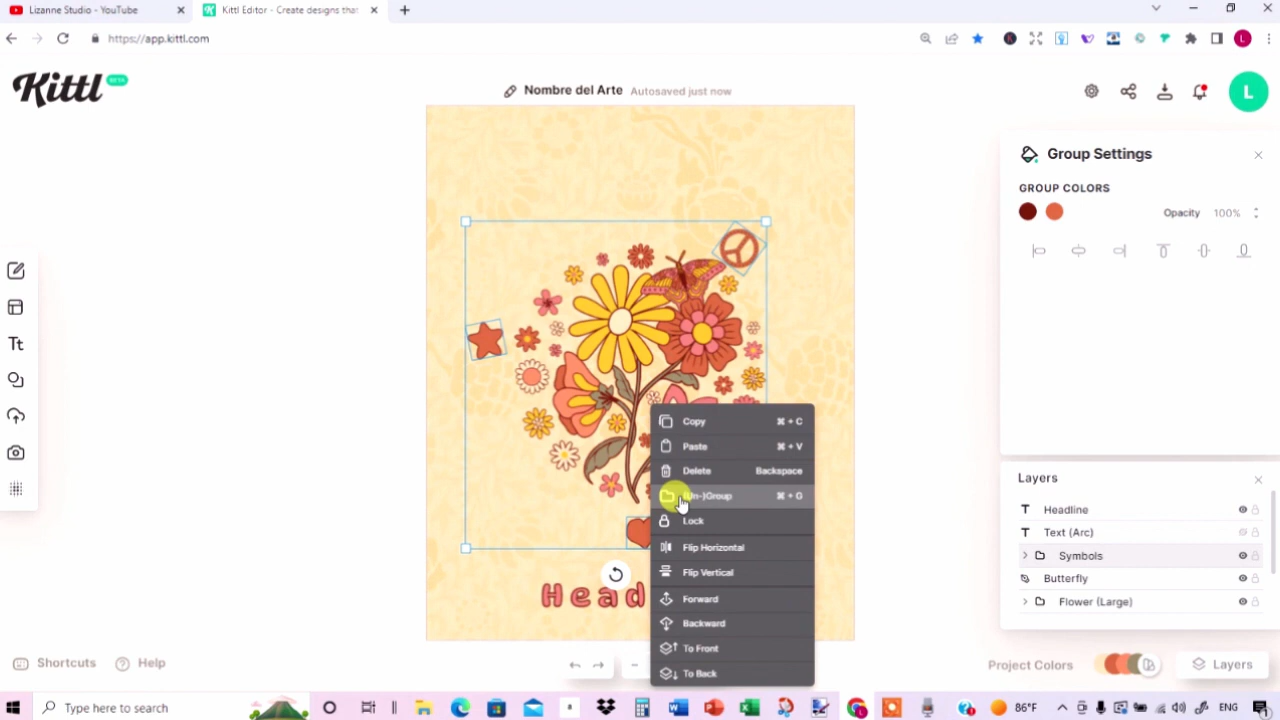 Lizanne Studio - YouTube
Kittl Editor - Create designs that
https://app.kittl.com
Kittl BETA
Nombre del Arte Autosaved just now
L
Group Settings
GROUP COLORS
Opacity 100%
Tt
Copy ⌘ + C
Paste ⌘ + V
Delete Backspace
(Un-)Group ⌘ + G
Lock
Flip Horizontal
Flip Vertical
Forward
Backward
To Front
To Back
Head
Layers
Headline
Text (Arc)
Symbols
Butterfly
Flower (Large)
Shortcuts
Help
Project Colors
Layers
Type here to search
86°F
ENG